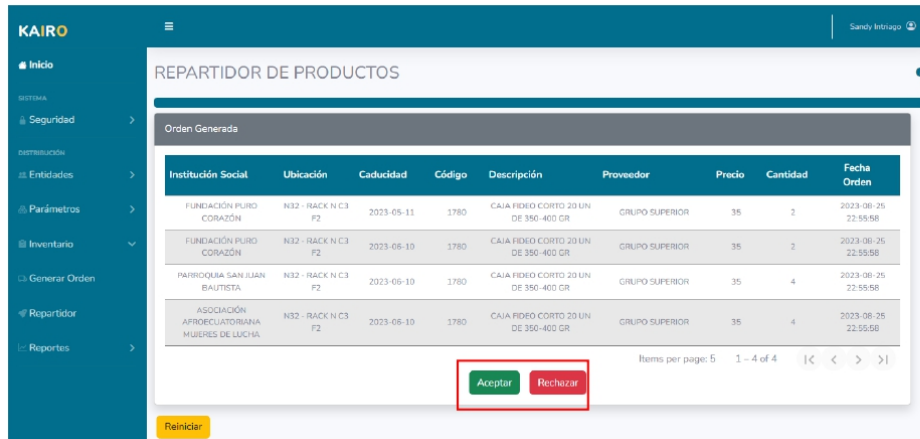 KAIRO
Sandy Intriago
Inicio
REPARTIDOR DE PRODUCTOS
SISTEMA
Seguridad
Orden Generada
DISTRIBUCIÓN
Entidades
Parámetros
Inventario
Generar Orden
Repartidor
Reportes
Institución Social Ubicación Caducidad Código Descripción Proveedor Precio Cantidad Fecha Orden
FUNDACIÓN PURO CORAZÓN N32 - RACK N C3 F2 2023-05-11 1780 CAJA FIDEO CORTO 20 UN DE 350-400 GR GRUPO SUPERIOR 35 2 2023-08-25 22:55:58
FUNDACIÓN PURO CORAZÓN N32 - RACK N C3 F2 2023-06-10 1780 CAJA FIDEO CORTO 20 UN DE 350-400 GR GRUPO SUPERIOR 35 2 2023-08-25 22:55:58
PARROQUIA SAN JUAN BAUTISTA N32 - RACK N C3 F2 2023-06-10 1780 CAJA FIDEO CORTO 20 UN DE 350-400 GR GRUPO SUPERIOR 35 4 2023-08-25 22:55:58
ASOCIACIÓN AFROECUATORIANA MUJERES DE LUCHA N32 - RACK N C3 F2 2023-06-10 1780 CAJA FIDEO CORTO 20 UN DE 350-400 GR GRUPO SUPERIOR 35 4 2023-08-25 22:55:58
Items per page: 5 1 – 4 of 4
Aceptar Rechazar
Reiniciar